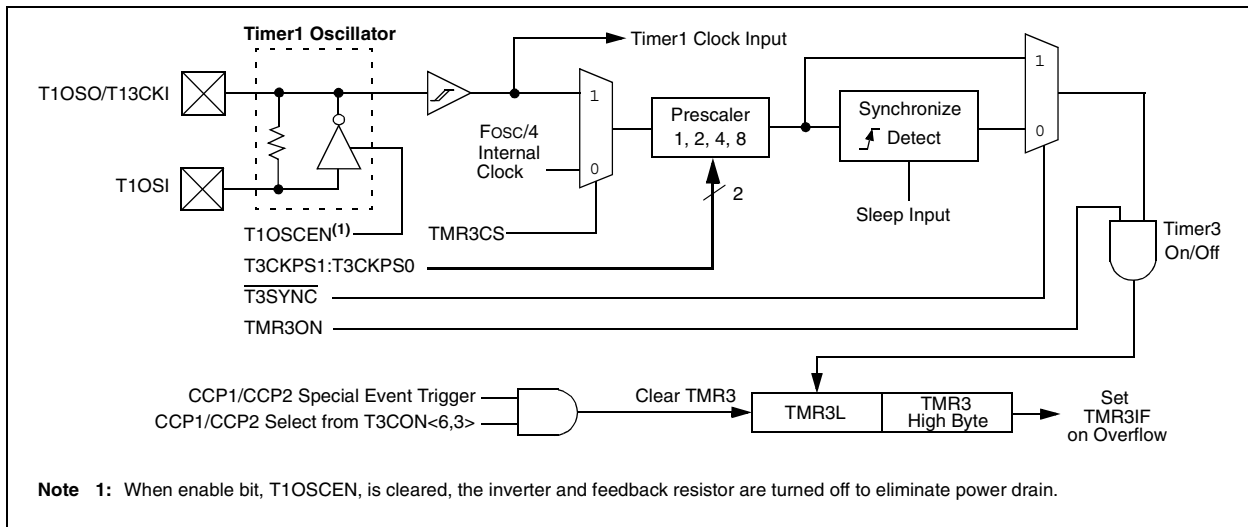 Timer1 Oscillator
Timer1 Clock Input
T1OSO/T13CKI
1
FOSC/4
Internal
Clock
0
Prescaler
1, 2, 4, 8
Synchronize
Detect
1
0
T1OSI
2
Sleep Input
T1OSCEN(1)
TMR3CS
Timer3
On/Off
T3CKPS1:T3CKPS0
T3SYNC
TMR3ON
CCP1/CCP2 Special Event Trigger
CCP1/CCP2 Select from T3CON<6,3>
Clear TMR3
TMR3L
TMR3
High Byte
Set
TMR3IF
on Overflow
Note 1: When enable bit, T1OSCEN, is cleared, the inverter and feedback resistor are turned off to eliminate power drain.